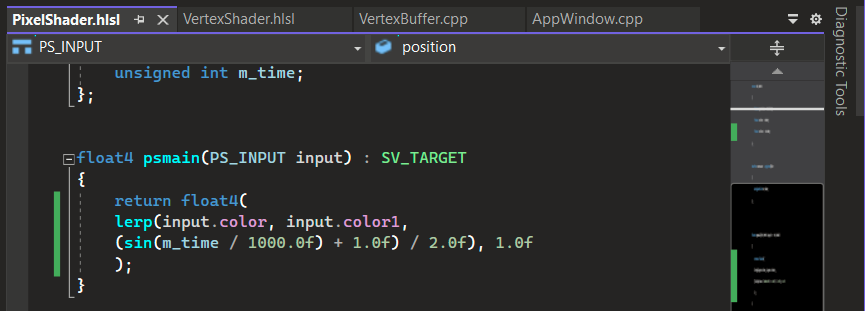 PixelShader.hlsl VertexShader.hlsl VertexBuffer.cpp AppWindow.cpp
PS_INPUT position
unsigned int m_time;
};
float4 psmain(PS_INPUT input) : SV_TARGET
{
return float4(
lerp(input.color, input.color1,
(sin(m_time / 1000.0f) + 1.0f) / 2.0f), 1.0f
);
}
Diagnostic Tools